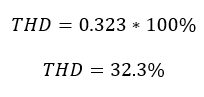 THD = 0.323 * 100%
THD = 32.3%